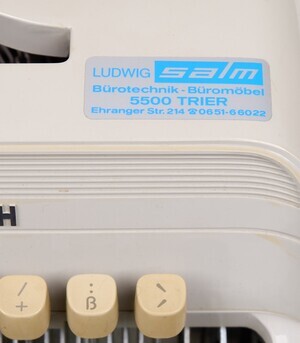 LUDWIG salm
Bürotechnik - Büromöbel
5500 TRIER
Ehranger Str. 214 ☎ 0651-66022
H
/ : '
+ ß ,